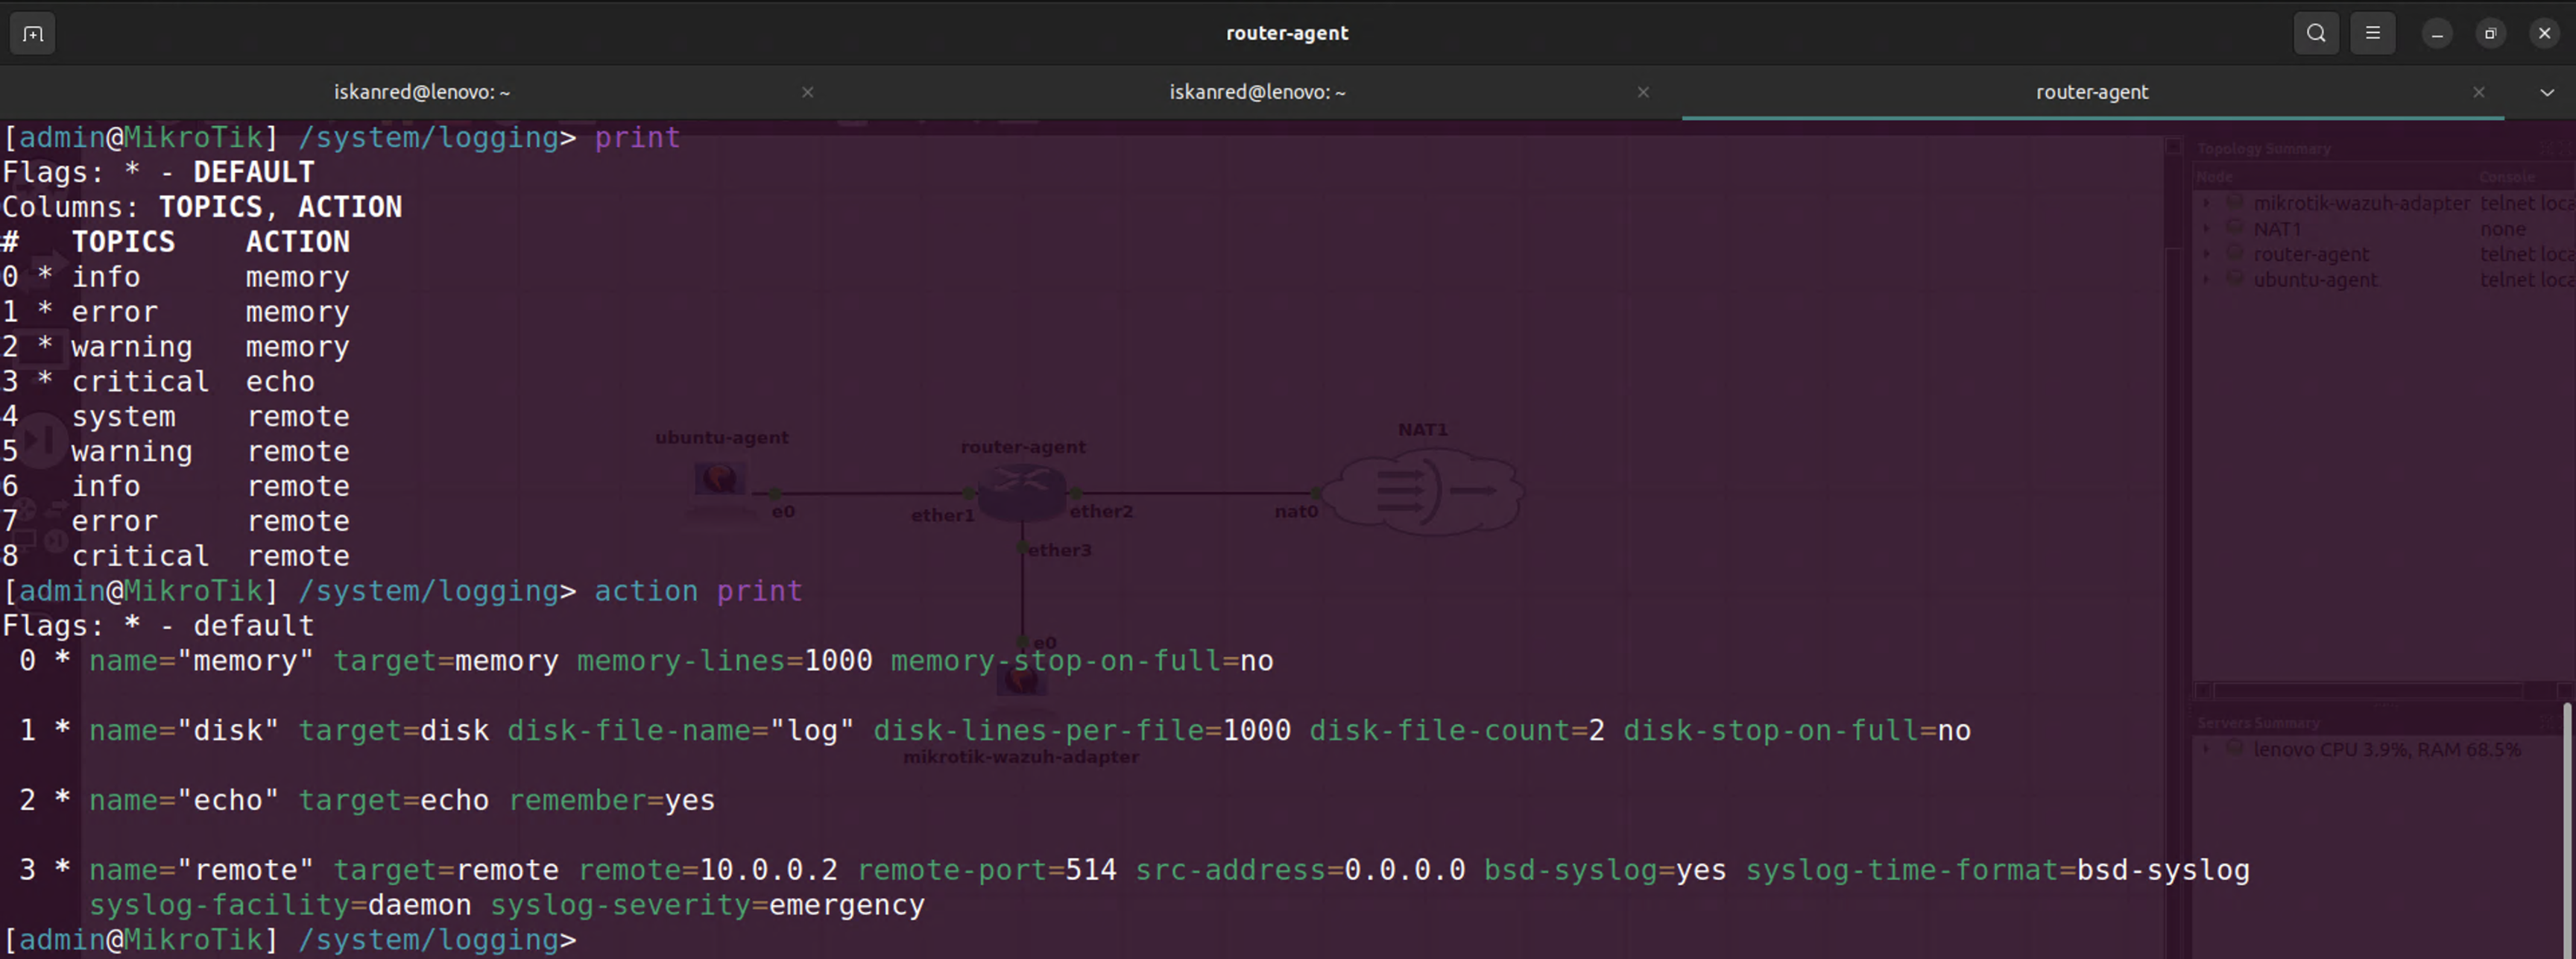 router-agent
iskanred@lenovo: ~
iskanred@lenovo: ~
router-agent
[admin@MikroTik] /system/logging> print
Flags: * - DEFAULT
Columns: TOPICS, ACTION
#   TOPICS    ACTION
0 * info      memory
1 * error     memory
2 * warning   memory
3 * critical  echo
4   system    remote
5   warning   remote
6   info      remote
7   error     remote
8   critical  remote
[admin@MikroTik] /system/logging> action print
Flags: * - default
0 * name="memory" target=memory memory-lines=1000 memory-stop-on-full=no
1 * name="disk" target=disk disk-file-name="log" disk-lines-per-file=1000 disk-file-count=2 disk-stop-on-full=no
2 * name="echo" target=echo remember=yes
3 * name="remote" target=remote remote=10.0.0.2 remote-port=514 src-address=0.0.0.0 bsd-syslog=yes syslog-time-format=bsd-syslog
syslog-facility=daemon syslog-severity=emergency
[admin@MikroTik] /system/logging>
ubuntu-agent
router-agent
NAT1
e0
ether1
ether2
nat0
ether3
e0
mikrotik-wazuh-adapter
Topology Summary
Node Console
mikrotik-wazuh-adapter telnet loca
NAT1 none
router-agent telnet loca
ubuntu-agent telnet loca
Servers Summary
lenovo CPU 3.9%, RAM 68.5%